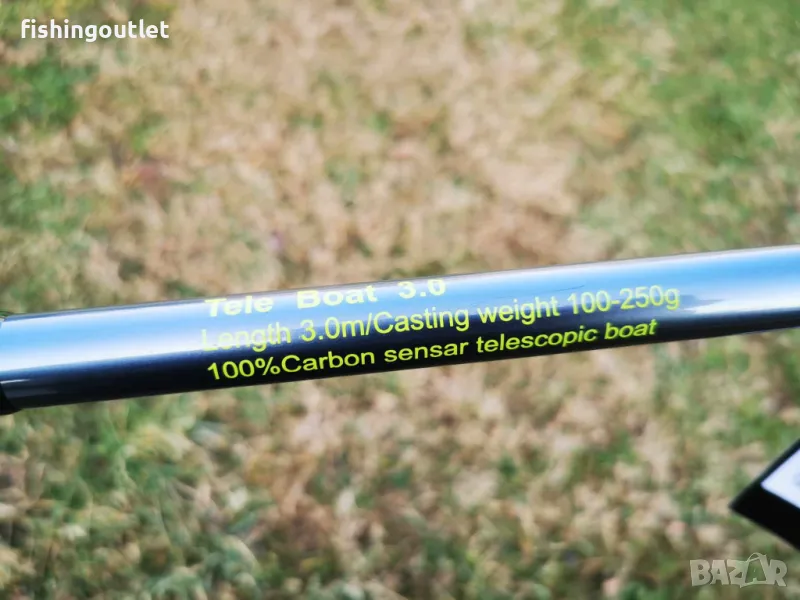 fishingoutlet
Tele Boat 3.0
Length 3.0m/Casting weight 100-250g
100%Carbon sensar telescopic boat
BAZAR